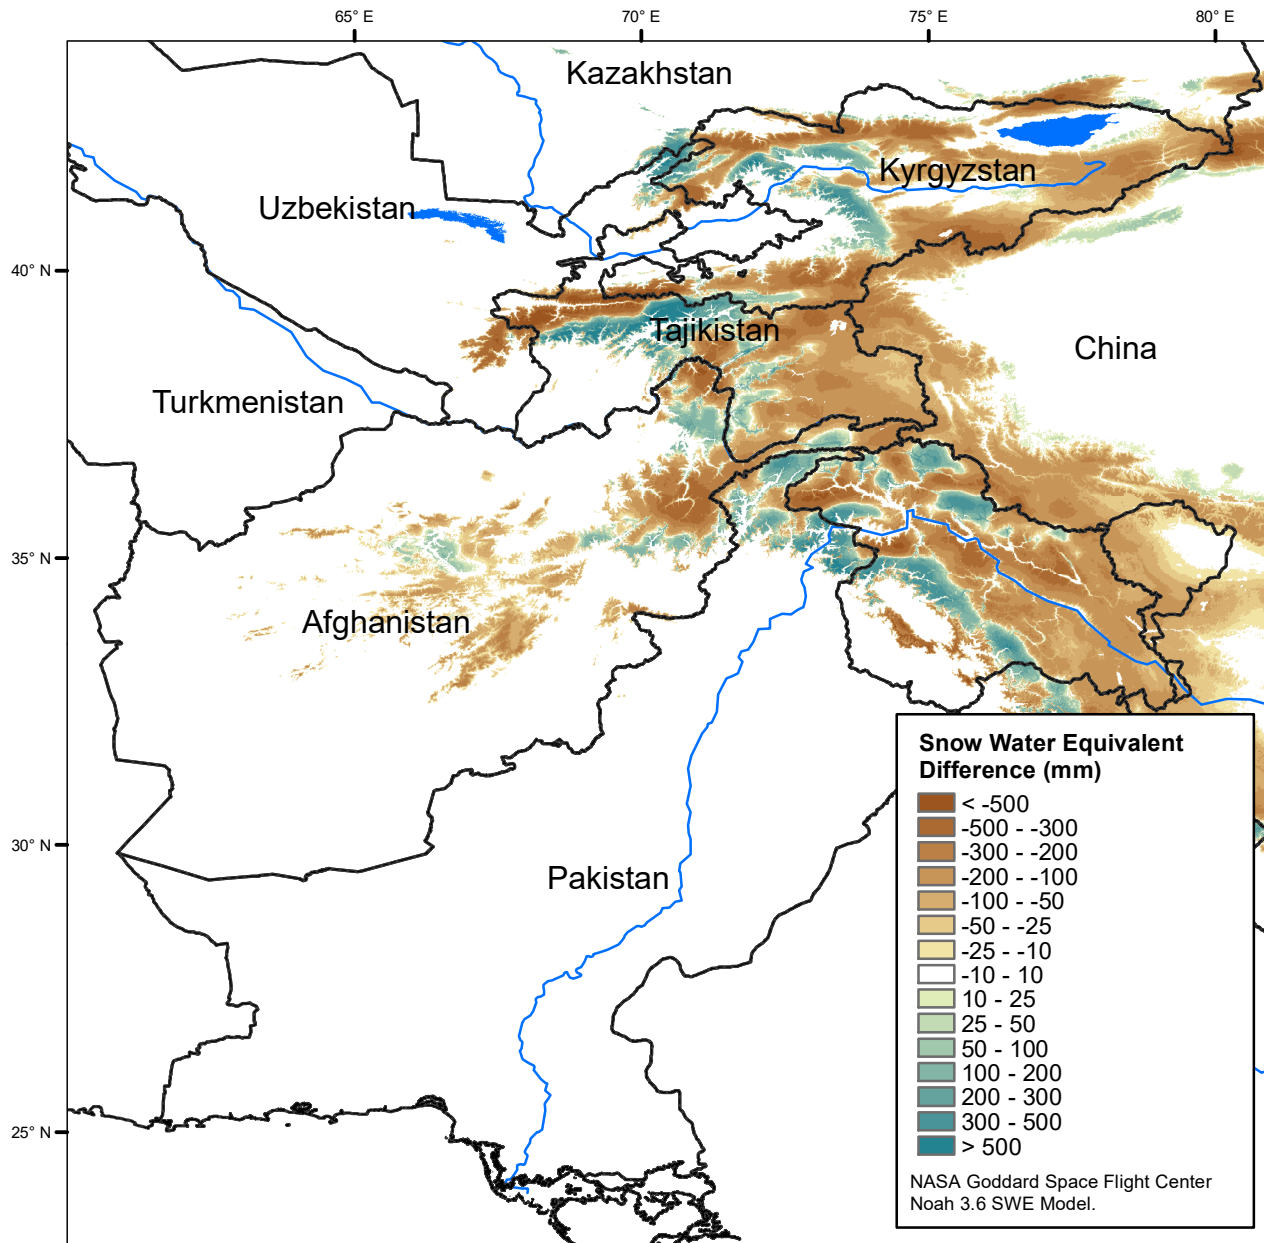 65° E
70° E
75° E
80° E
Kazakhstan
Kyrgyzstan
Uzbekistan
40° N
Tajikistan
China
Turkmenistan
35° N
Afghanistan
30° N
Pakistan
25° N
Snow Water Equivalent
Difference (mm)
< -500
-500 - -300
-300 - -200
-200 - -100
-100 - -50
-50 - -25
-25 - -10
-10 - 10
10 - 25
25 - 50
50 - 100
100 - 200
200 - 300
300 - 500
> 500
NASA Goddard Space Flight Center
Noah 3.6 SWE Model.